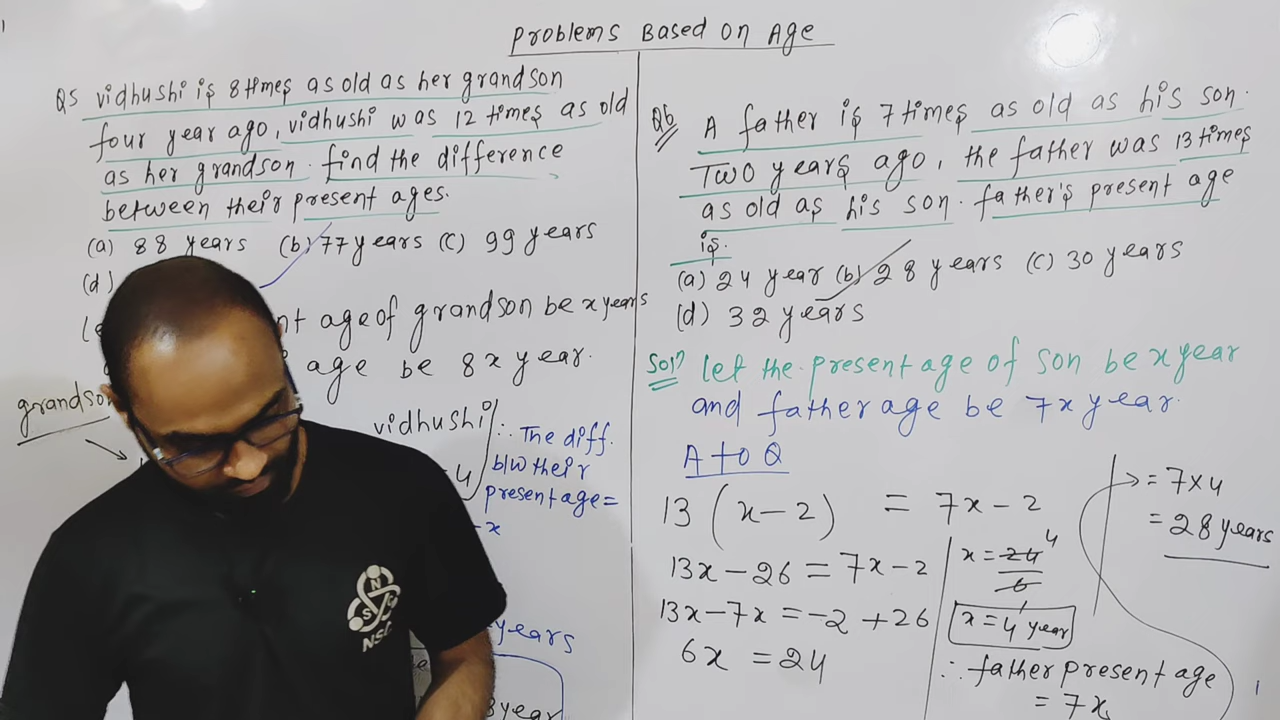 Problems Based On Age
Q5 vidhushi is 8 times as old as her grandson
four year ago, vidhushi was 12 times as old
as her grandson. find the difference
between their present ages.
(a) 88 years (b) 77 years (c) 99 years
(d)
nt age of grandson be x years
age be 8x year.
grandson
vidhushi
4
∴ The diff.
b/w their
present age =
-x
years
year
Q6 A father is 7 times as old as his son.
Two years ago, the father was 13 times
as old as his son. father's present age
is.
(a) 24 year (b) 28 years (c) 30 years
(d) 32 years
Solⁿ let the present age of son be x year
and father age be 7x year.
A to Q
13 (x-2) = 7x-2
13x-26 = 7x-2
13x-7x = -2+26
6x = 24
x = 24/6 4
x = 4 year
∴ father present age
= 7x
= 7×4
= 28 years
NSC